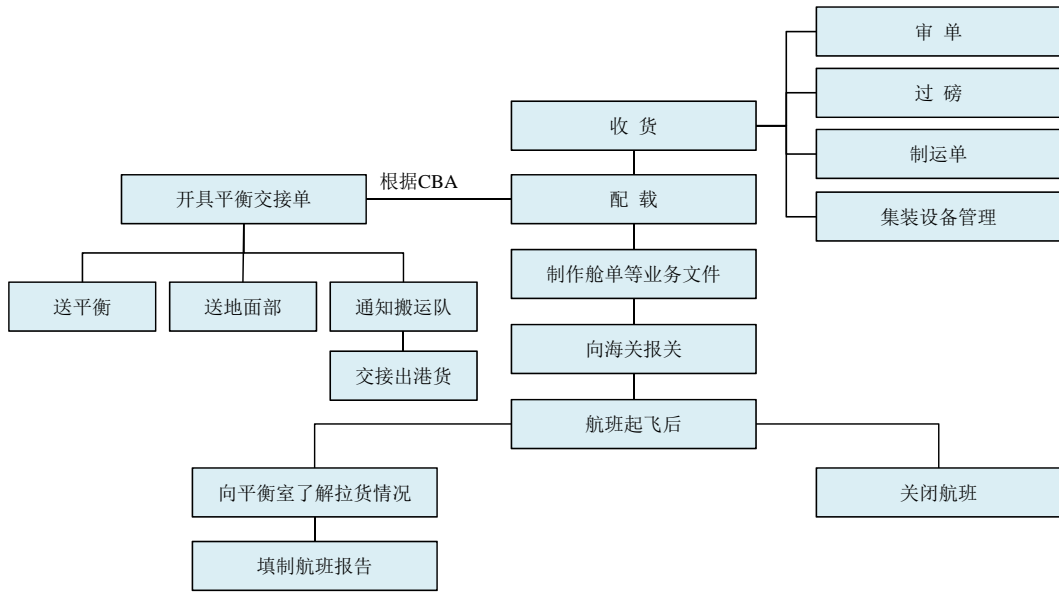 审 单
过 磅
收 货
制运单
根据CBA
开具平衡交接单
配 载
集装设备管理
制作舱单等业务文件
送平衡
送地面部
通知搬运队
向海关报关
交接出港货
航班起飞后
向平衡室了解拉货情况
关闭航班
填制航班报告